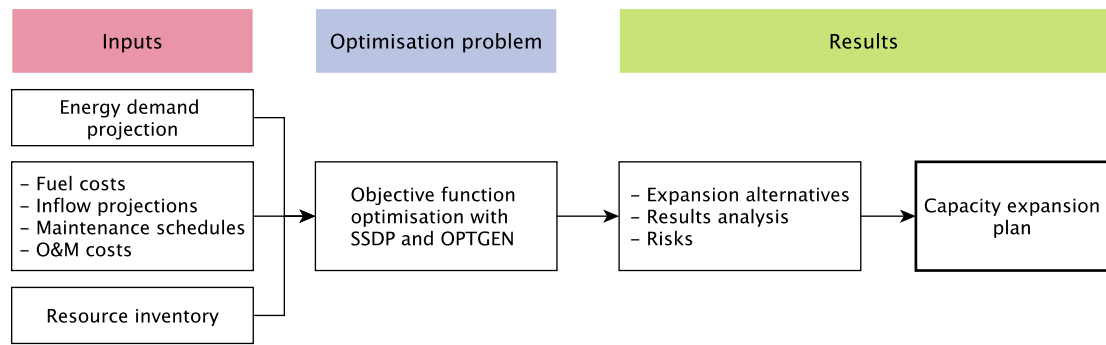 Inputs
Optimisation problem
Results
Energy demand
projection
– Fuel costs
– Inflow projections
– Maintenance schedules
– O&M costs
Resource inventory
Objective function
optimisation with
SSDP and OPTGEN
– Expansion alternatives
– Results analysis
– Risks
Capacity expansion
plan